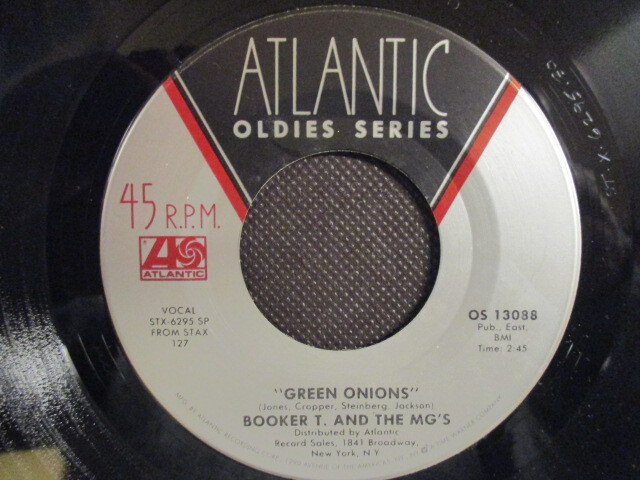 ATLANTIC
OLDIES SERIES
45 R.P.M.
ATLANTIC
VOCAL
STX-6295 SP
FROM STAX
127
OS 13088
Pub., East,
BMI
Time: 2:45
"GREEN ONIONS"
(Jones, Cropper, Steinberg, Jackson)
BOOKER T. AND THE MG'S
Distributed by Atlantic
Record Sales, 1841 Broadway,
New York, N.Y.